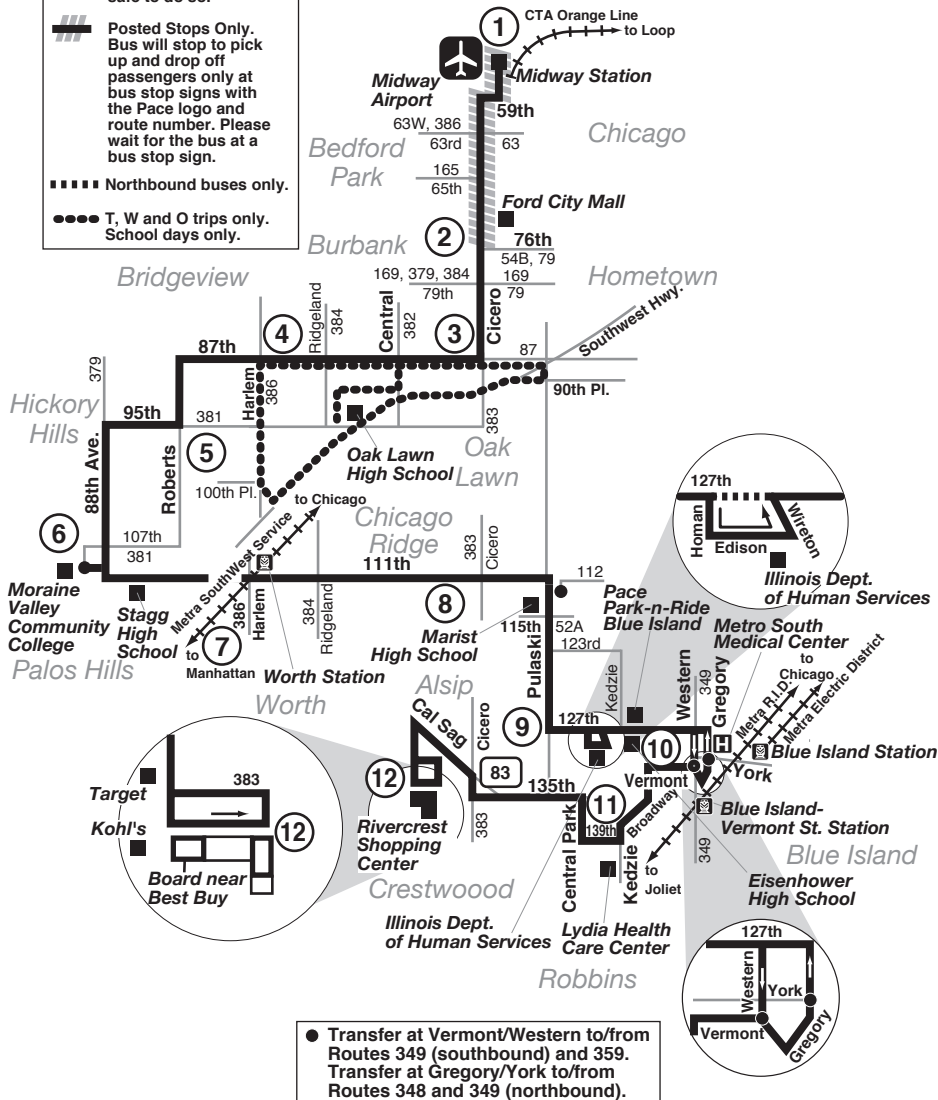 safe to do so.
Posted Stops Only.
Bus will stop to pick
up and drop off
passengers only at
bus stop signs with
the Pace logo and
route number. Please
wait for the bus at a
bus stop sign.
Northbound buses only.
T, W and O trips only.
School days only.
1
CTA Orange Line
to Loop
Midway
Airport
Midway Station
59th
63W, 386
63rd
63
Chicago
Bedford
Park
165
65th
Ford City Mall
Burbank
2
76th
54B, 79
169, 379, 384
79th
169
79
Hometown
Bridgeview
Southwest Hwy.
4
Ridgeland
384
Central
382
3
Cicero
87th
87
379
Harlem
386
90th Pl.
Hickory
Hills
95th
381
383
88th Ave.
Roberts
5
Oak Lawn
High School
Oak
Lawn
100th Pl.
to Chicago
Metra SouthWest Service
Chicago
Ridge
6
107th
381
383
Cicero
111th
112
Moraine
Valley
Community
College
Stagg
High
School
to
Manhattan
7
386
Harlem
384
Ridgeland
Worth Station
8
Marist
High School
115th
52A
123rd
Pulaski
Kedzie
Pace
Park-n-Ride
Blue Island
127th
Homan
Wireton
Edison
Illinois Dept.
of Human Services
Metro South
Medical Center
Palos Hills
Worth
Alsip
Cal Sag
Cicero
9
127th
Western
349
Gregory
H
to
Chicago
Metra R.I.D.
Metra Electric District
10
Blue Island Station
York
Vermont
83
135th
11
139th
Broadway
Blue Island-
Vermont St. Station
349
Blue Island
12
Rivercrest
Shopping
Center
383
Central Park
Kedzie
to
Joliet
Crestwoood
Illinois Dept.
of Human Services
Lydia Health
Care Center
Eisenhower
High School
Robbins
Target
383
Kohl's
12
Board near
Best Buy
127th
Western
York
Vermont
Gregory
Transfer at Vermont/Western to/from
Routes 349 (southbound) and 359.
Transfer at Gregory/York to/from
Routes 348 and 349 (northbound).